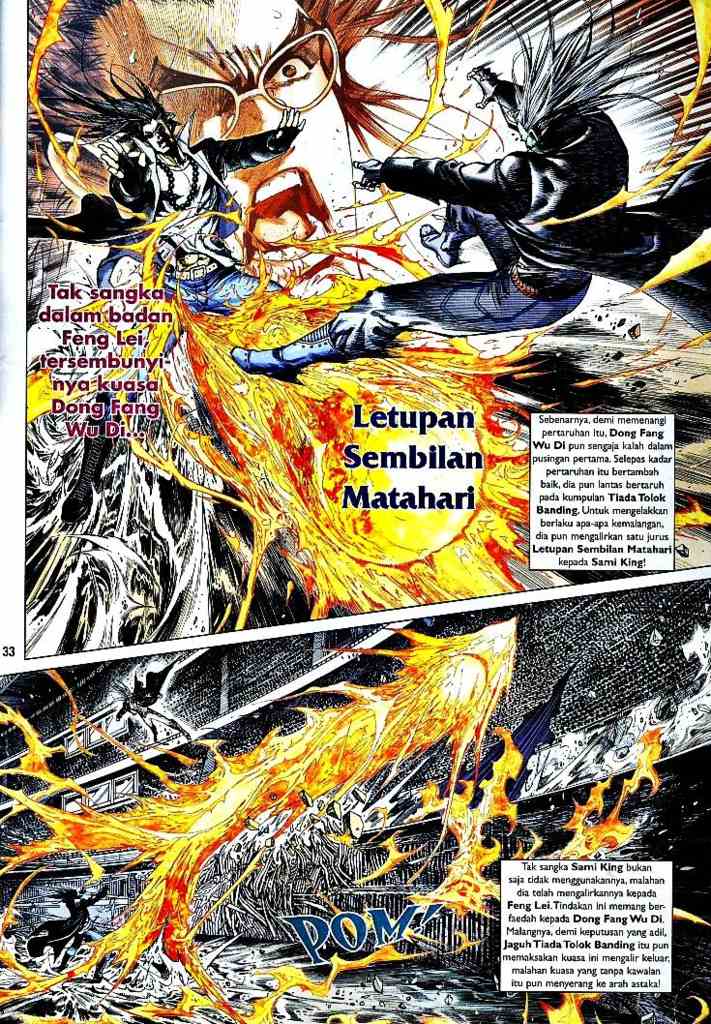 Tak sangka
dalam badan
Feng Lei
tersembunyi-
nya kuasa
Dong Fang
Wu Di...
Letupan
Sembilan
Matahari
Sebenarnya, demi memenangi
pertaruhan itu, Dong Fang
Wu Di pun sengaja kalah dalam
pusingan pertama. Selepas kadar
pertaruhan itu bertambah
baik, dia pun lantas bertaruh
pada kumpulan Tiada Tolok
Banding. Untuk mengelakkan
berlaku apa-apa kemalangan,
dia pun mengalirkan satu jurus
Letupan Sembilan Matahari
kepada Sami King!
33
Tak sangka Sami King bukan
saja tidak menggunakannya, malahan
dia telah mengalirkannya kepada
Feng Lei. Tindakan ini memang ber-
faedah kepada Dong Fang Wu Di.
Malangnya, demi keputusan yang adil,
Jaguh Tiada Tolok Banding itu pun
memaksakan kuasa ini mengalir keluar,
malahan kuasa yang tanpa kawalan
itu pun menyerang ke arah astaka!
POM!